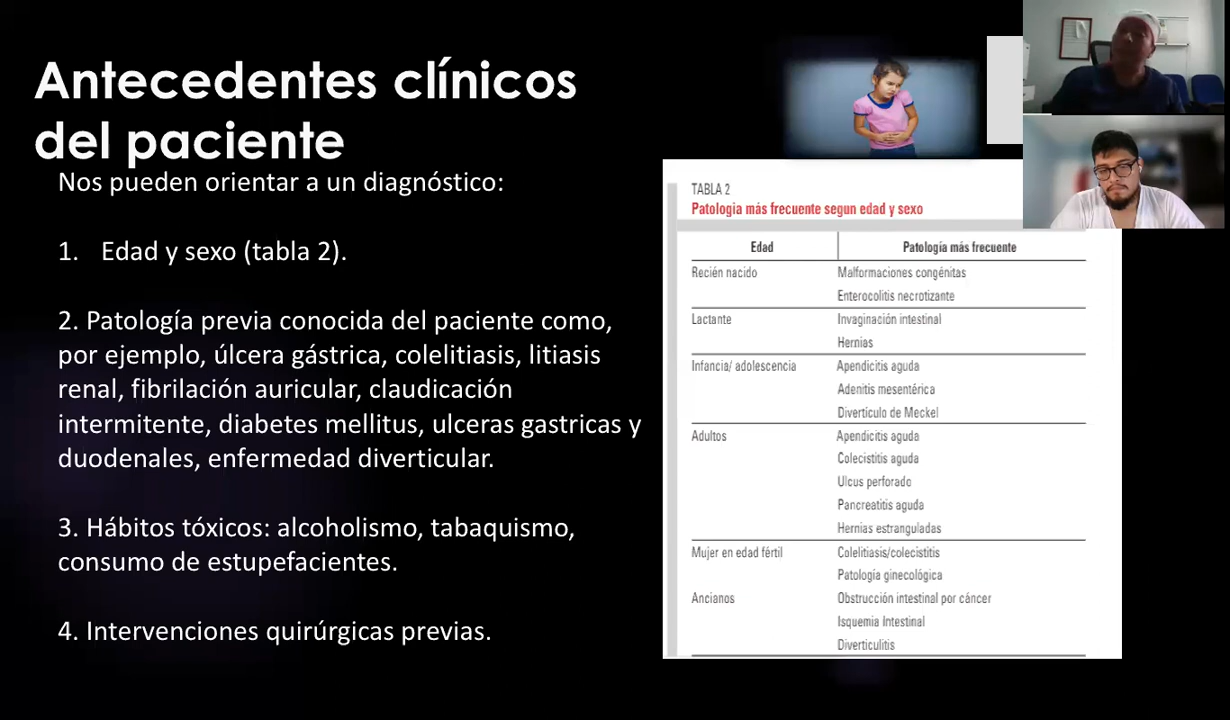 Antecedentes clínicos
del paciente
Nos pueden orientar a un diagnóstico:
1. Edad y sexo (tabla 2).
2. Patología previa conocida del paciente como,
por ejemplo, úlcera gástrica, colelitiasis, litiasis
renal, fibrilación auricular, claudicación
intermitente, diabetes mellitus, ulceras gastricas y
duodenales, enfermedad diverticular.
3. Hábitos tóxicos: alcoholismo, tabaquismo,
consumo de estupefacientes.
4. Intervenciones quirúrgicas previas.
TABLA 2
Patologia más frecuente segun edad y sexo
Edad Patología más frecuente
Recién nacido Malformaciones congénitas
Enterocolitis necrotizante
Lactante Invaginación intestinal
Hernias
Infancia/ adolescencia Apendicitis aguda
Adenitis mesentérica
Divertículo de Meckel
Adultos Apendicitis aguda
Colecistitis aguda
Ulcus perforado
Pancreatitis aguda
Hernias estranguladas
Mujer en edad fértil Colelitiasis/colecistitis
Patología ginecológica
Ancianos Obstrucción intestinal por cáncer
Isquemia Intestinal
Diverticulitis